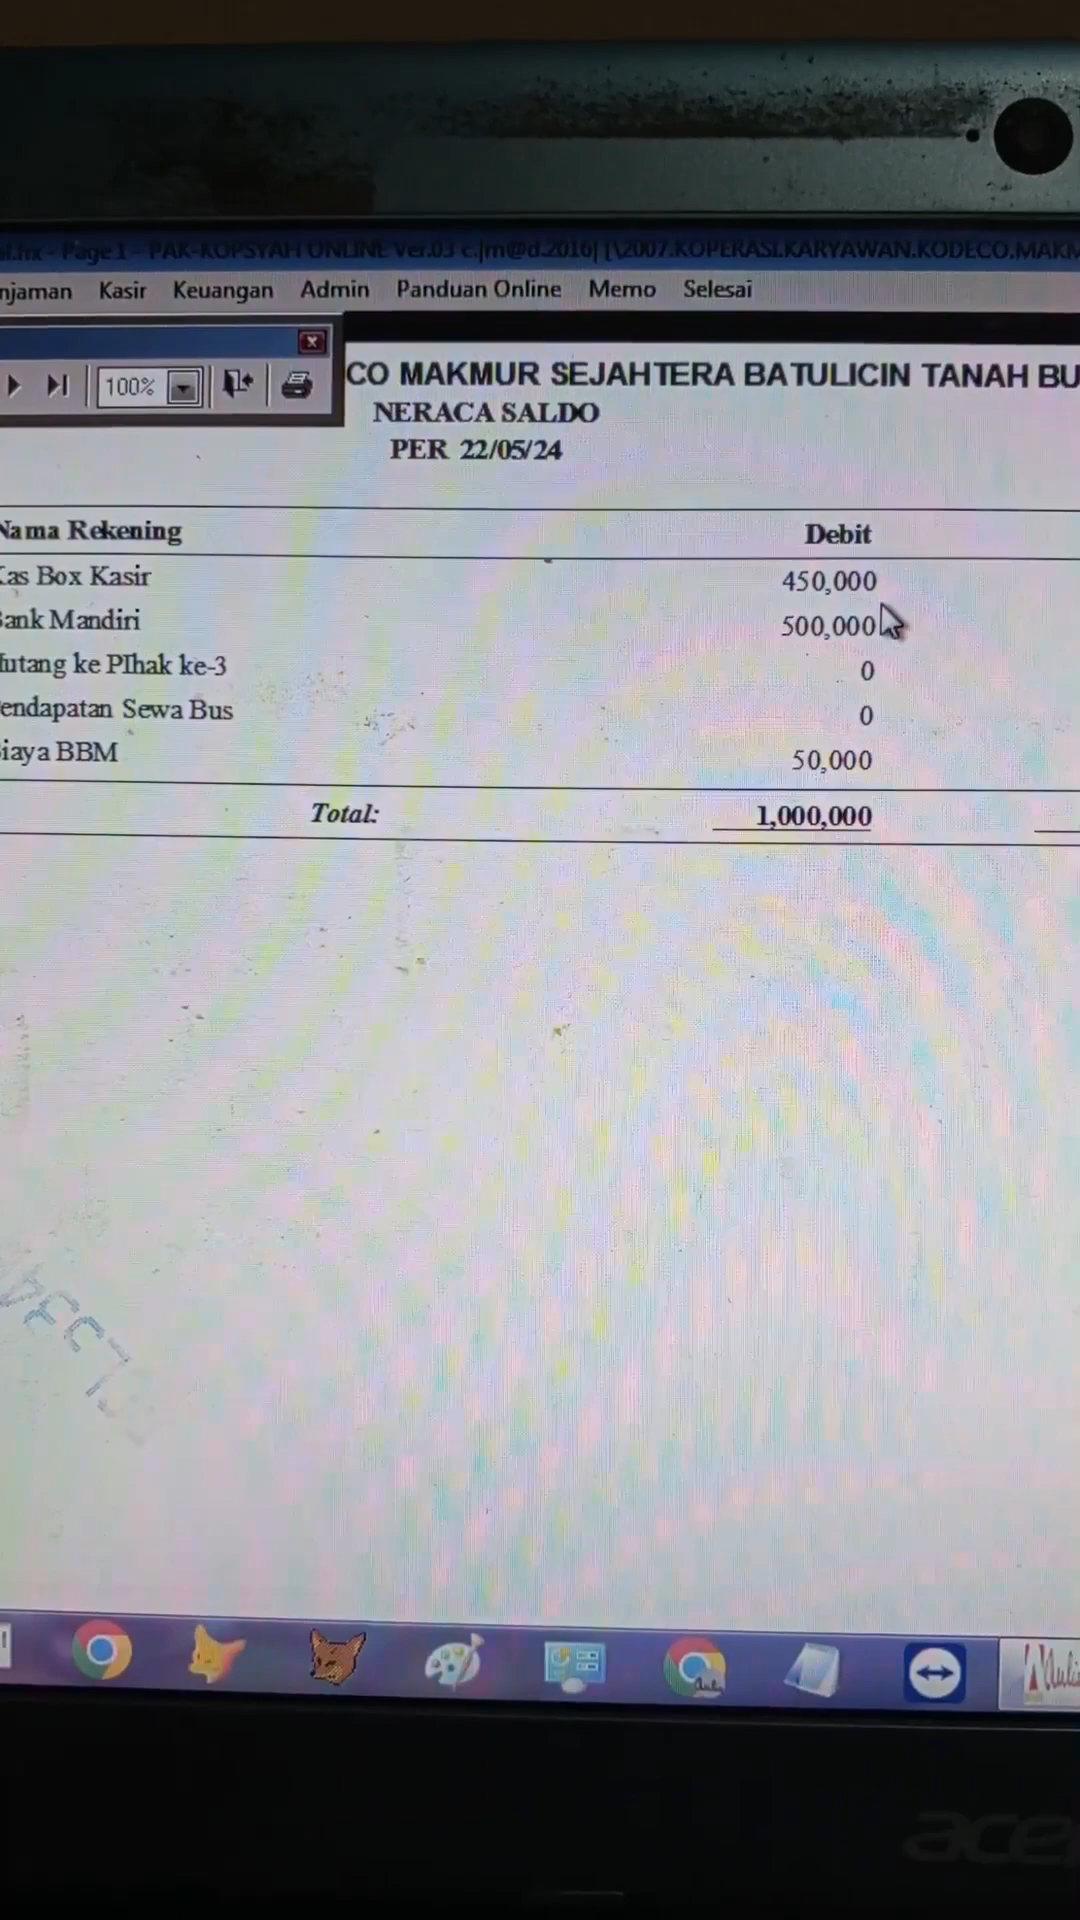 al.hx - Page 1 - PAK-KOPSYAH ONLINE Ver.03 c.|m@d.2016| [\2007.KOPERASI.KARYAWAN.KODECO.MAKM
njaman Kasir Keuangan Admin Panduan Online Memo Selesai
100%
CO MAKMUR SEJAHTERA BATULICIN TANAH BU
NERACA SALDO
PER 22/05/24
Nama Rekening Debit
Kas Box Kasir 450,000
Bank Mandiri 500,000
Hutang ke PIhak ke-3 0
Pendapatan Sewa Bus 0
Biaya BBM 50,000
Total: 1,000,000
acer